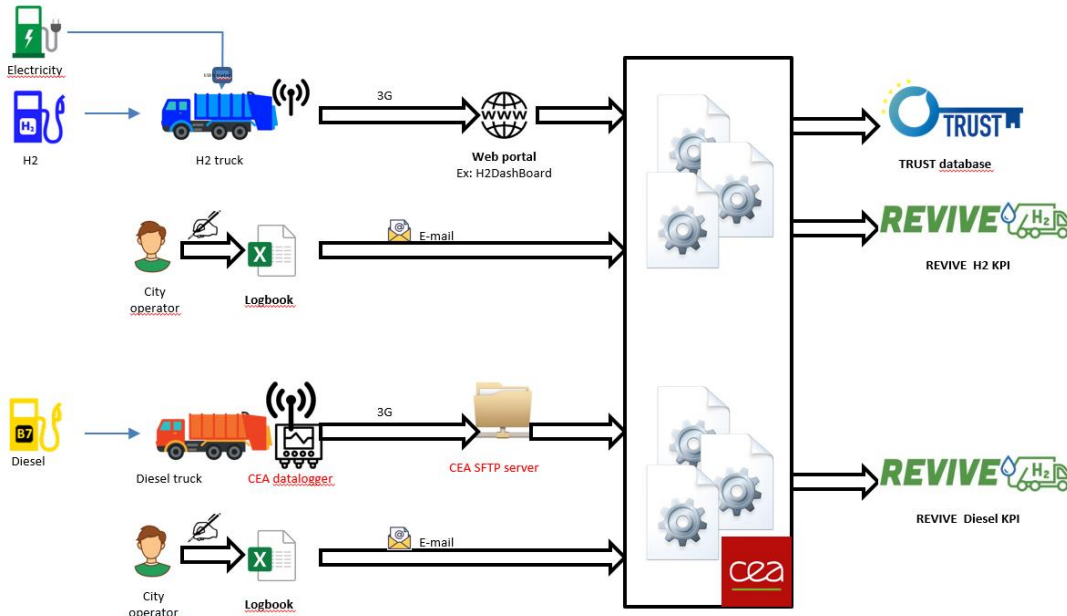 Electricity
H₂
H2
H2 truck
3G
WWW
Web portal
Ex: H2DashBoard
TRUST
TRUST database
City
operator
X
Logbook
@
E-mail
REVIVE H₂
REVIVE H2 KPI
B7
Diesel
Diesel truck
CEA datalogger
3G
CEA SFTP server
REVIVE H₂
REVIVE Diesel KPI
City
operator
X
Logbook
@
E-mail
cea